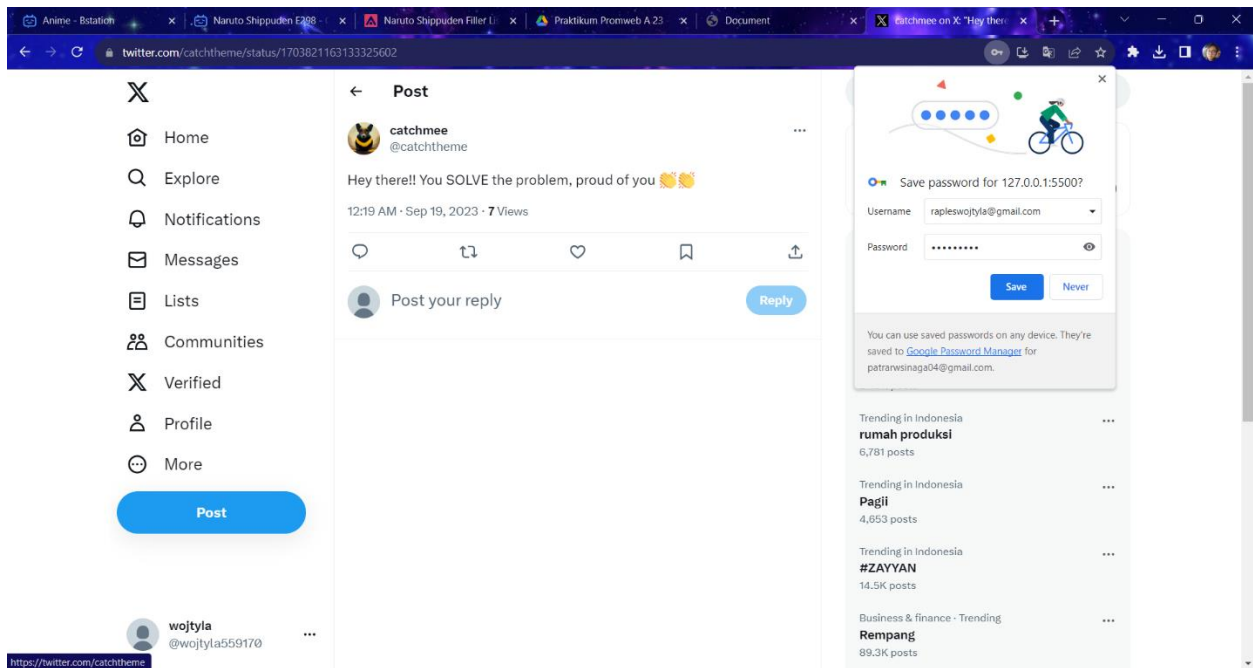 Anime - Bstation
Naruto Shippuden E298 - (
Naruto Shippuden Filler Li
Praktikum Promweb A 23
Document
catchmee on X: "Hey there
twitter.com/catchtheme/status/1703821163133325602
Home
Explore
Notifications
Messages
Lists
Communities
Verified
Profile
More
Post
wojtyla
@wojtyla559170
https://twitter.com/catchtheme
Post
catchmee
@catchtheme
Hey there!! You SOLVE the problem, proud of you 👏👏
12:19 AM · Sep 19, 2023 · 7 Views
Post your reply
Reply
Save password for 127.0.0.1:5500?
Username rapleswojtyla@gmail.com
Password •••••••••
Save Never
You can use saved passwords on any device. They're
saved to Google Password Manager for
patrarwsinaga04@gmail.com.
Trending in Indonesia
rumah produksi
6,781 posts
Trending in Indonesia
Pagii
4,653 posts
Trending in Indonesia
#ZAYYAN
14.5K posts
Business & finance · Trending
Rempang
89.3K posts